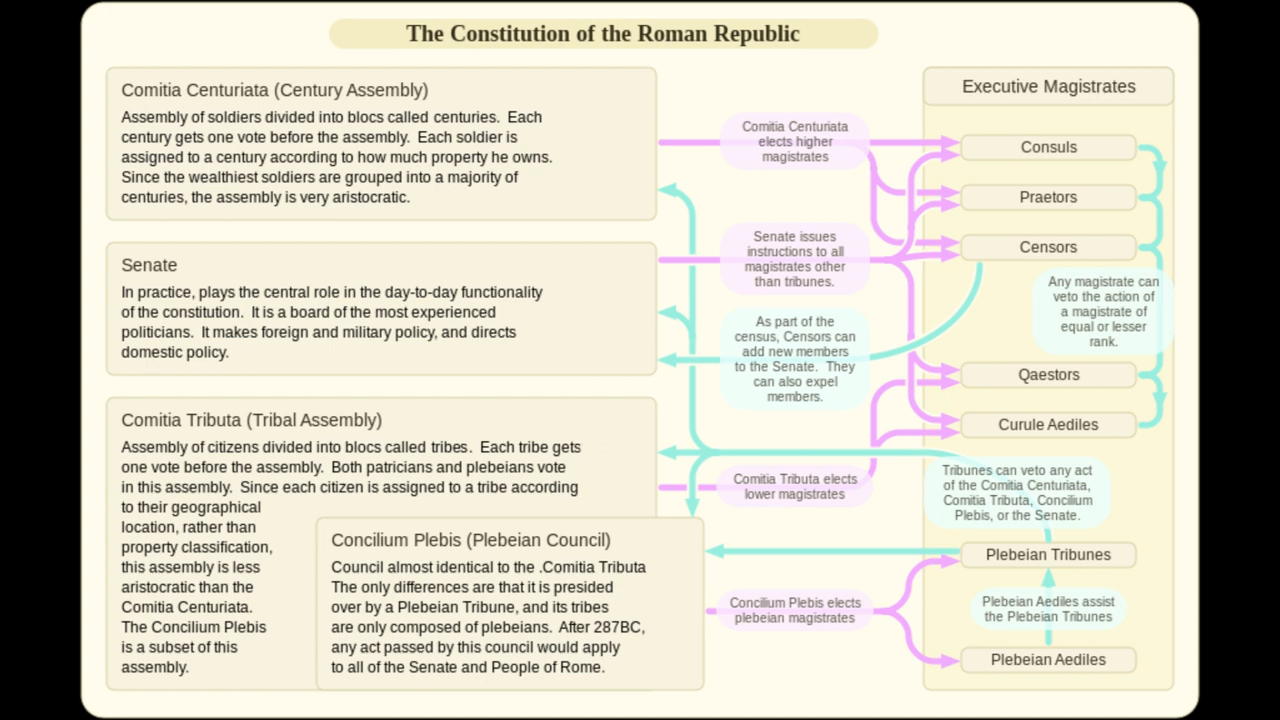 The Constitution of the Roman Republic
Comitia Centuriata (Century Assembly)
Assembly of soldiers divided into blocs called centuries. Each
century gets one vote before the assembly. Each soldier is
assigned to a century according to how much property he owns.
Since the wealthiest soldiers are grouped into a majority of
centuries, the assembly is very aristocratic.
Senate
In practice, plays the central role in the day-to-day functionality
of the constitution. It is a board of the most experienced
politicians. It makes foreign and military policy, and directs
domestic policy.
Comitia Tributa (Tribal Assembly)
Assembly of citizens divided into blocs called tribes. Each tribe gets
one vote before the assembly. Both patricians and plebeians vote
in this assembly. Since each citizen is assigned to a tribe according
to their geographical
location, rather than
property classification,
this assembly is less
aristocratic than the
Comitia Centuriata.
The Concilium Plebis
is a subset of this
assembly.
Concilium Plebis (Plebeian Council)
Council almost identical to the .Comitia Tributa
The only differences are that it is presided
over by a Plebeian Tribune, and its tribes
are only composed of plebeians. After 287BC,
any act passed by this council would apply
to all of the Senate and People of Rome.
Comitia Centuriata
elects higher
magistrates
Senate issues
instructions to all
magistrates other
than tribunes.
As part of the
census, Censors can
add new members
to the Senate. They
can also expel
members.
Comitia Tributa elects
lower magistrates
Concilium Plebis elects
plebeian magistrates
Executive Magistrates
Consuls
Praetors
Censors
Any magistrate can
veto the action of
a magistrate of
equal or lesser
rank.
Qaestors
Curule Aediles
Tribunes can veto any act
of the Comitia Centuriata,
Comitia Tributa, Concilium
Plebis, or the Senate.
Plebeian Tribunes
Plebeian Aediles assist
the Plebeian Tribunes
Plebeian Aediles